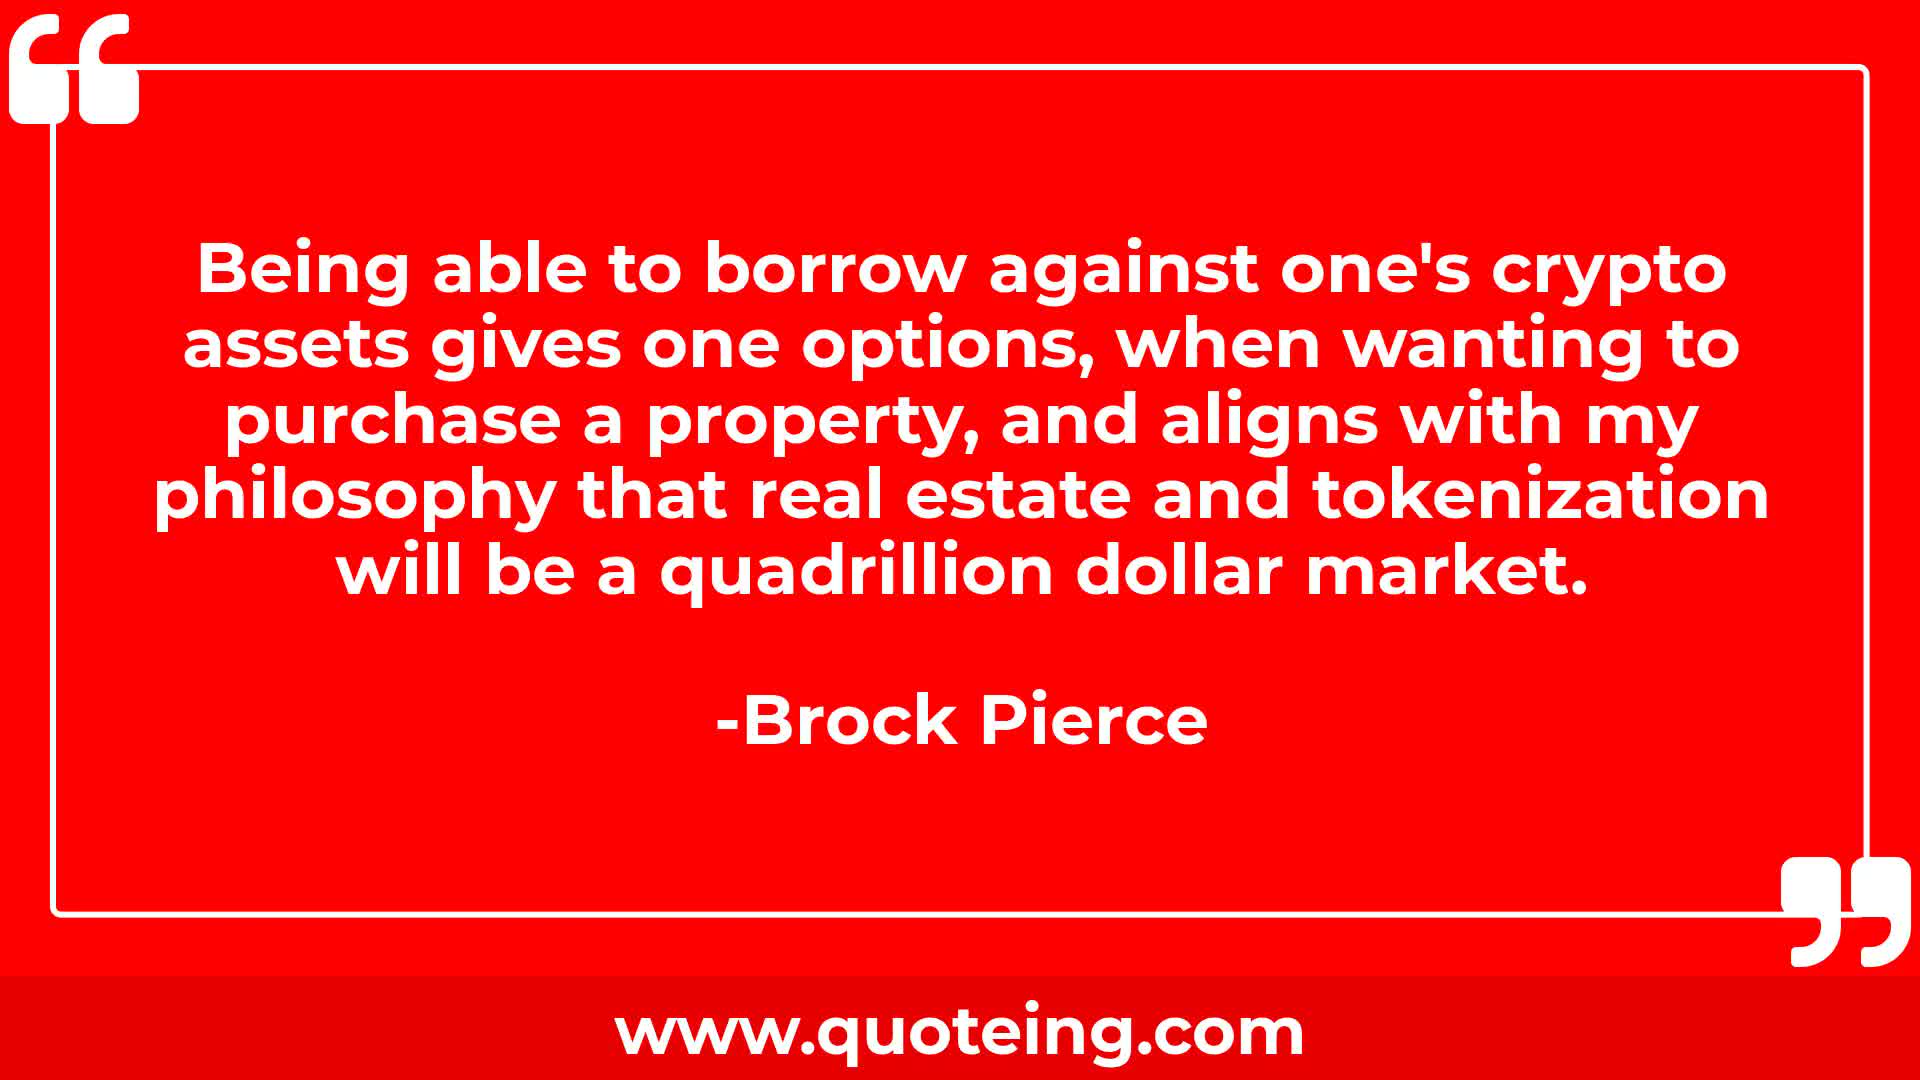 Being able to borrow against one's crypto
assets gives one options, when wanting to
purchase a property, and aligns with my
philosophy that real estate and tokenization
will be a quadrillion dollar market.
-Brock Pierce
www.quoteing.com